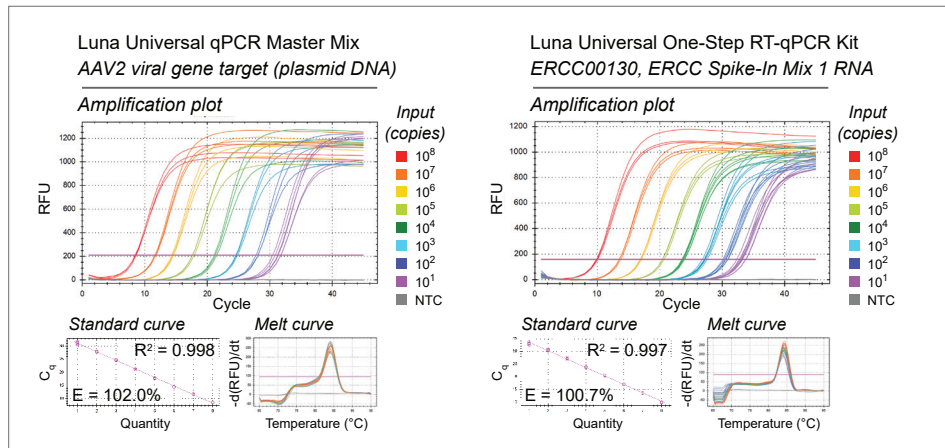 Luna Universal qPCR Master Mix
AAV2 viral gene target (plasmid DNA)
Amplification plot
Input
(copies)
RFU
1200
1000
800
600
400
200
0
0
10
20
30
40
Cycle
10⁸
10⁷
10⁶
10⁵
10⁴
10³
10²
10¹
NTC
Standard curve
R² = 0.998
E = 102.0%
Cq
Quantity
Melt curve
-d(RFU))/dt
Temperature (°C)
Luna Universal One-Step RT-qPCR Kit
ERCC00130, ERCC Spike-In Mix 1 RNA
Amplification plot
Input
(copies)
RFU
1200
1000
800
600
400
200
0
0
10
20
30
40
Cycle
10⁸
10⁷
10⁶
10⁵
10⁴
10³
10²
10¹
NTC
Standard curve
R² = 0.997
E = 100.7%
Cq
Quantity
Melt curve
-d(RFU))/dt
Temperature (°C)